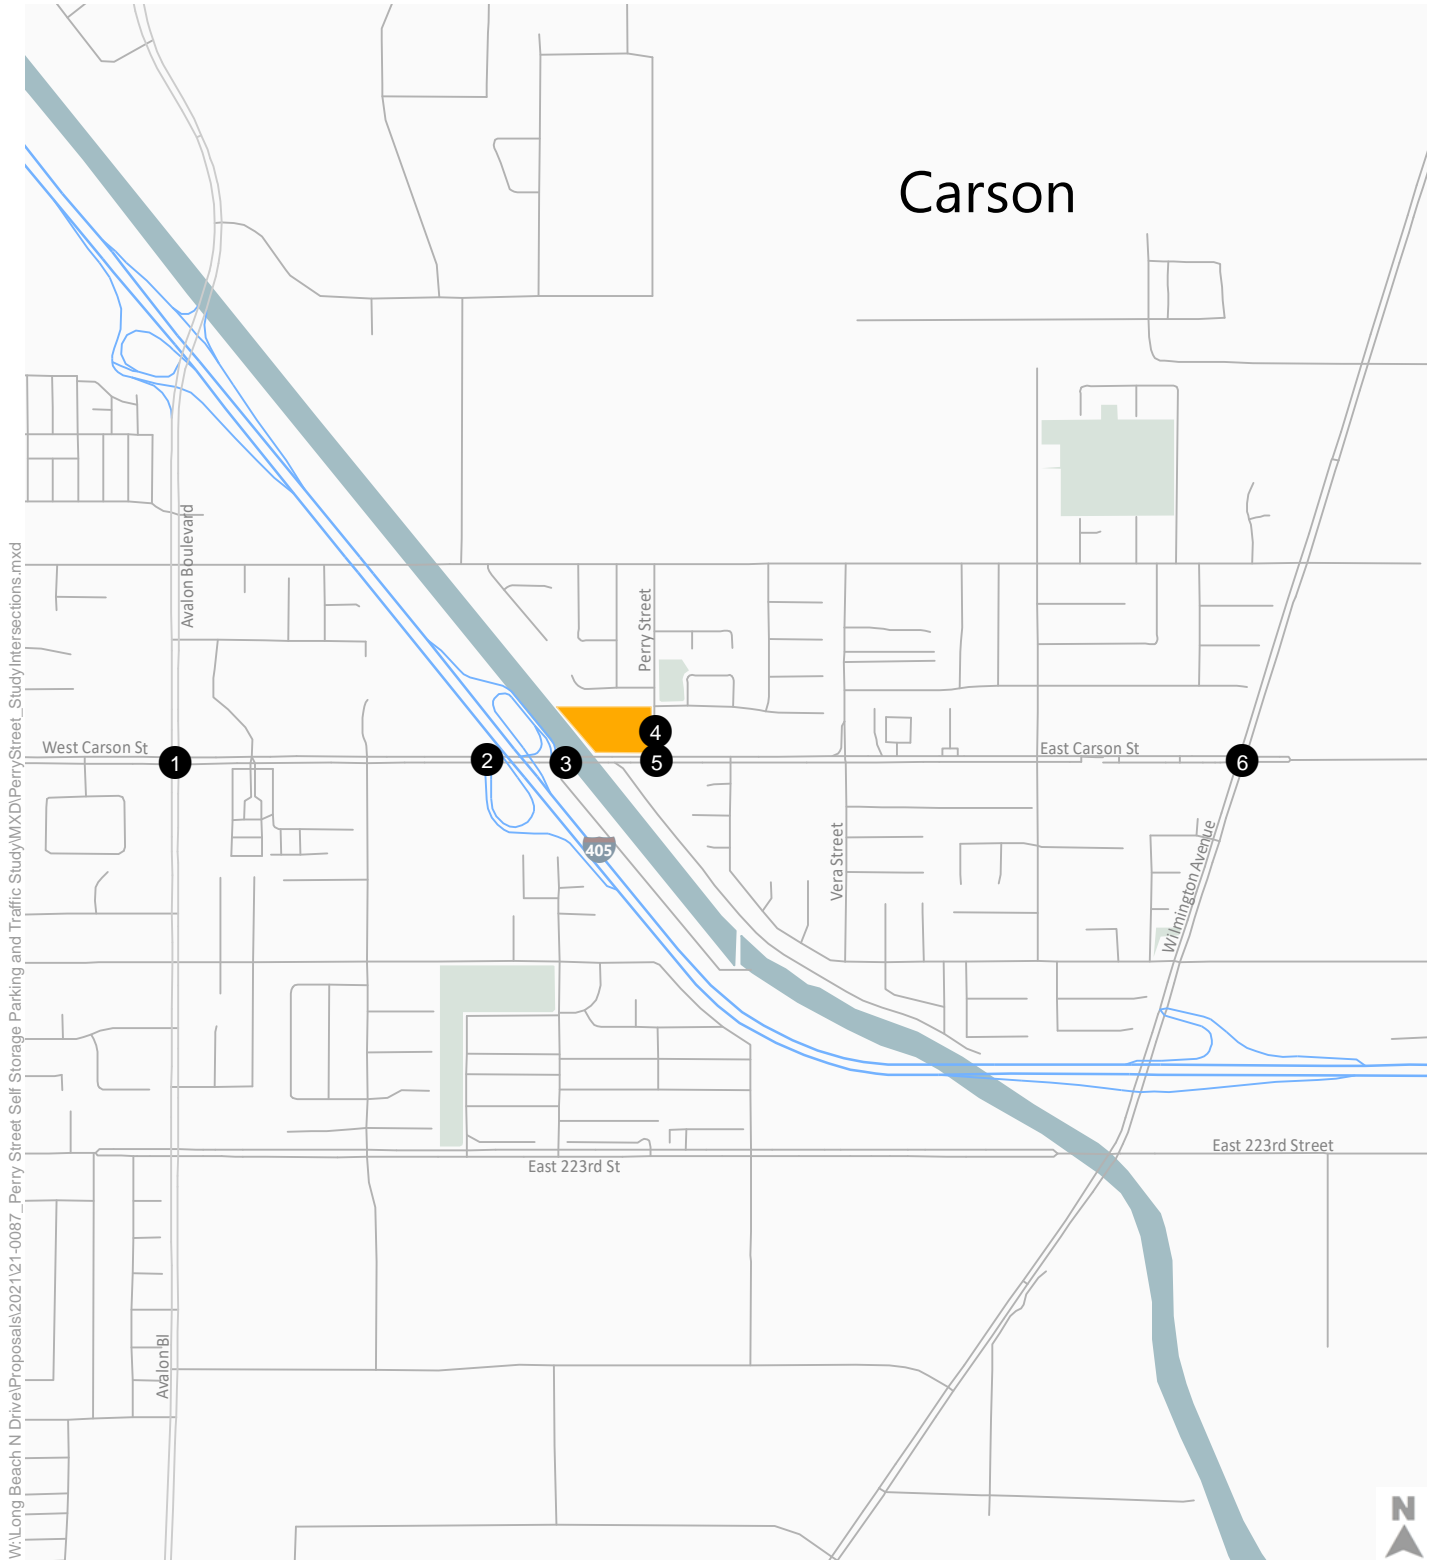 Carson
Avalon Boulevard
Perry Street
4
West Carson St
East Carson St
1
2
3
5
6
405
Vera Street
Wilmington Avenue
East 223rd Street
East 223rd St
Avalon Bl
N
W:\Long Beach N Drive\Proposals\2021\21-0087_Perry Street Self Storage Parking and Traffic Study\MXD\PerryStreet_StudyIntersections.mxd